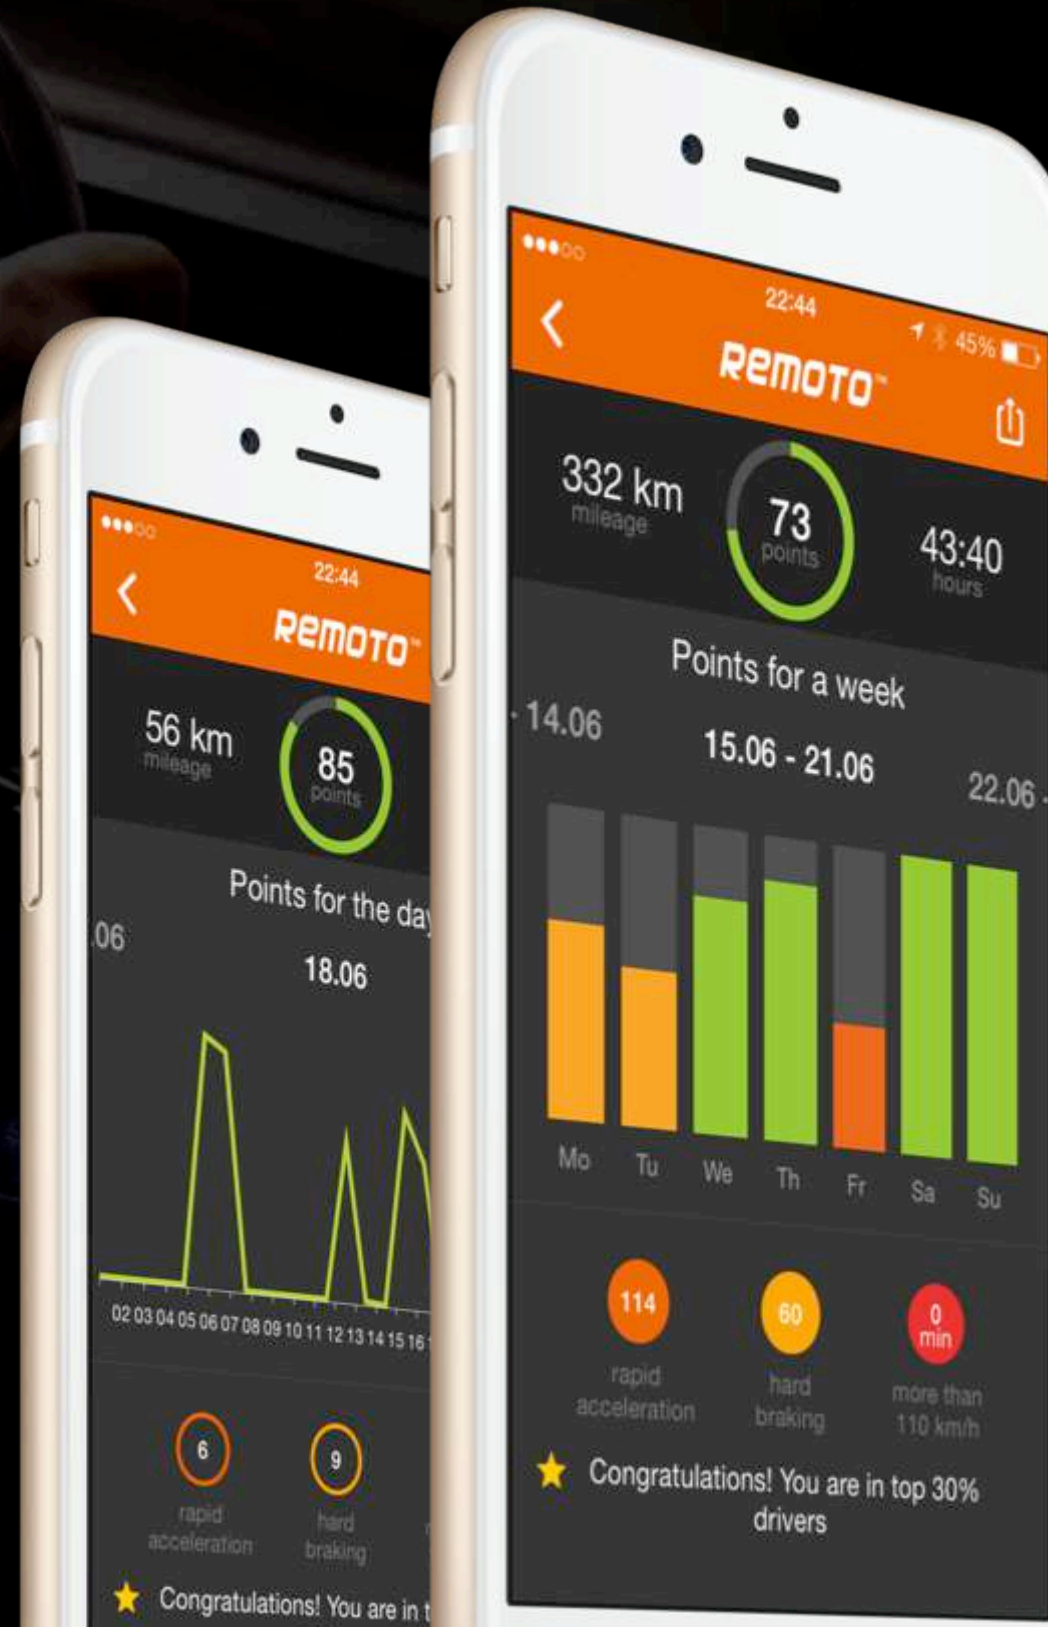 22:44
REMOTO™
56 km
mileage
85
points
Points for the day
.06
18.06
02 03 04 05 06 07 08 09 10 11 12 13 14 15 16
6
rapid
acceleration
9
hard
braking
Congratulations! You are in
22:44
45%
REMOTO™
332 km
mileage
73
points
43:40
hours
Points for a week
- 14.06
15.06 - 21.06
22.06 -
Mo Tu We Th Fr Sa Su
114
rapid
acceleration
60
hard
braking
0
min
more than
110 km/h
Congratulations! You are in top 30%
drivers